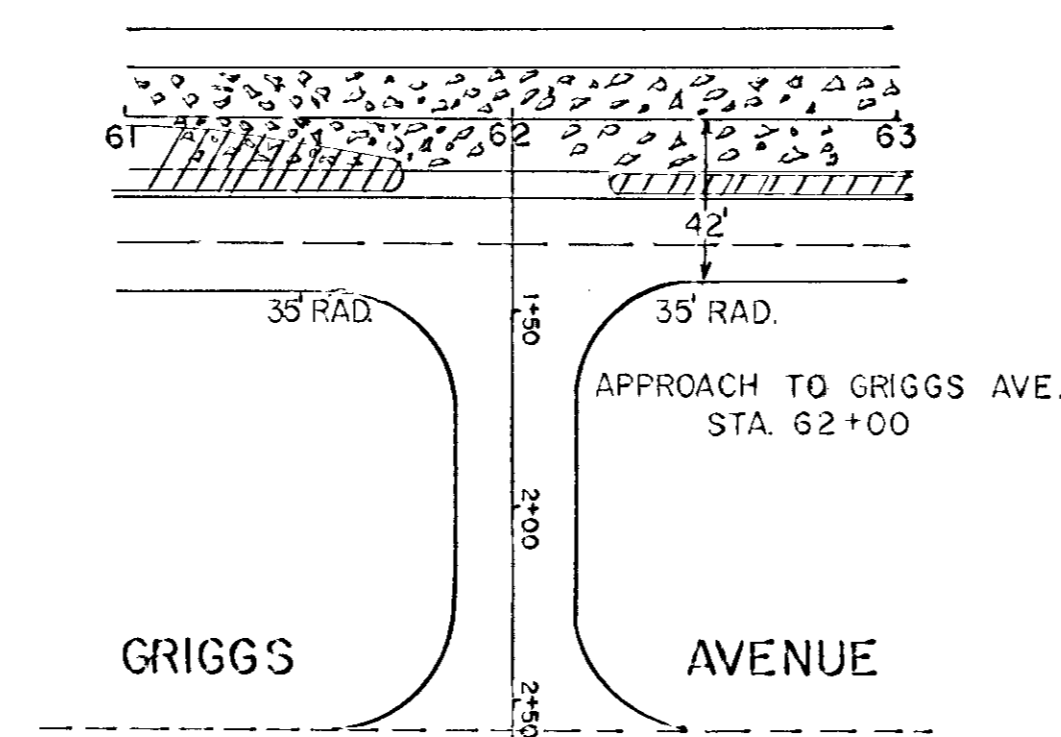 61 62 63
42'
35' RAD. 35' RAD.
1+50
APPROACH TO GRIGGS AVE.
STA. 62+00
2+00
GRIGGS AVENUE
2+50